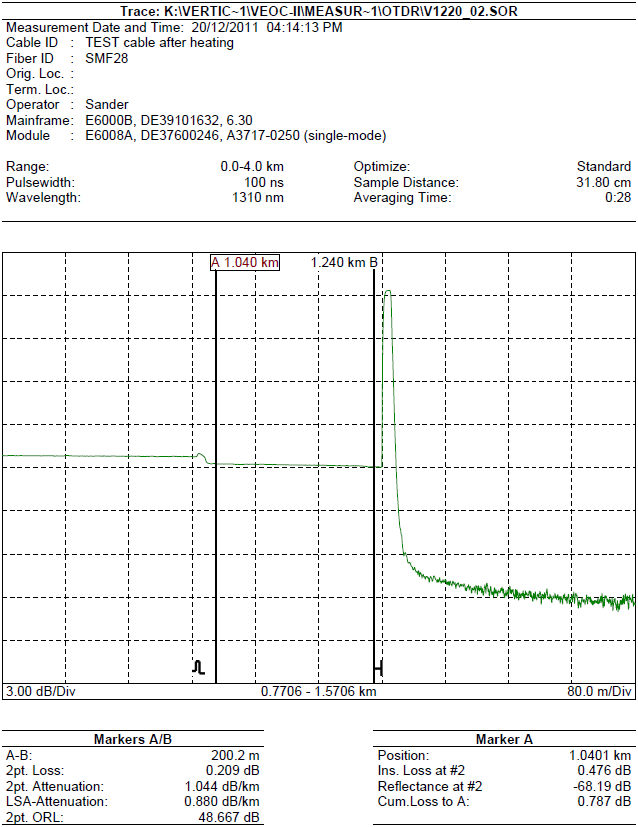 Trace: K:\VERTIC~1\VEOC-II\MEASUR~1\OTDR\V1220_02.SOR
Measurement Date and Time: 20/12/2011 04:14:13 PM
Cable ID : TEST cable after heating
Fiber ID : SMF28
Orig. Loc. :
Term. Loc.:
Operator : Sander
Mainframe: E6000B, DE39101632, 6.30
Module : E6008A, DE37600246, A3717-0250 (single-mode)
Range: 0.0-4.0 km Optimize: Standard
Pulsewidth: 100 ns Sample Distance: 31.80 cm
Wavelength: 1310 nm Averaging Time: 0:28
A 1.040 km 1.240 km B
3.00 dB/Div 0.7706 - 1.5706 km 80.0 m/Div
Markers A/B
A-B: 200.2 m
2pt. Loss: 0.209 dB
2pt. Attenuation: 1.044 dB/km
LSA-Attenuation: 0.880 dB/km
2pt. ORL: 48.667 dB
Marker A
Position: 1.0401 km
Ins. Loss at #2 0.476 dB
Reflectance at #2 -68.19 dB
Cum.Loss to A: 0.787 dB